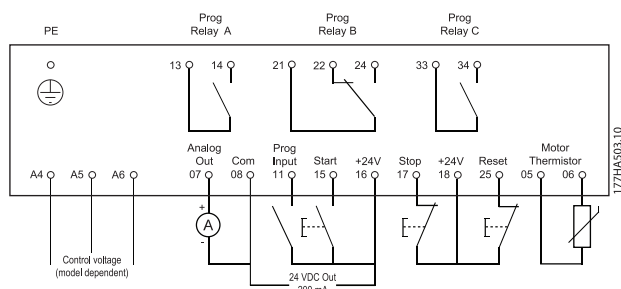 PE
Prog
Relay A
Prog
Relay B
Prog
Relay C
13 14 21 22 24 33 34
Analog
Out
07
Com
08
Prog
Input
11
Start
15
+24V
16
Stop
17
+24V
18
Reset
25
Motor
Thermistor
05 06
A4 A5 A6
+
A
-
Control voltage
(model dependent)
24 VDC Out
200 mA
177HA503.10